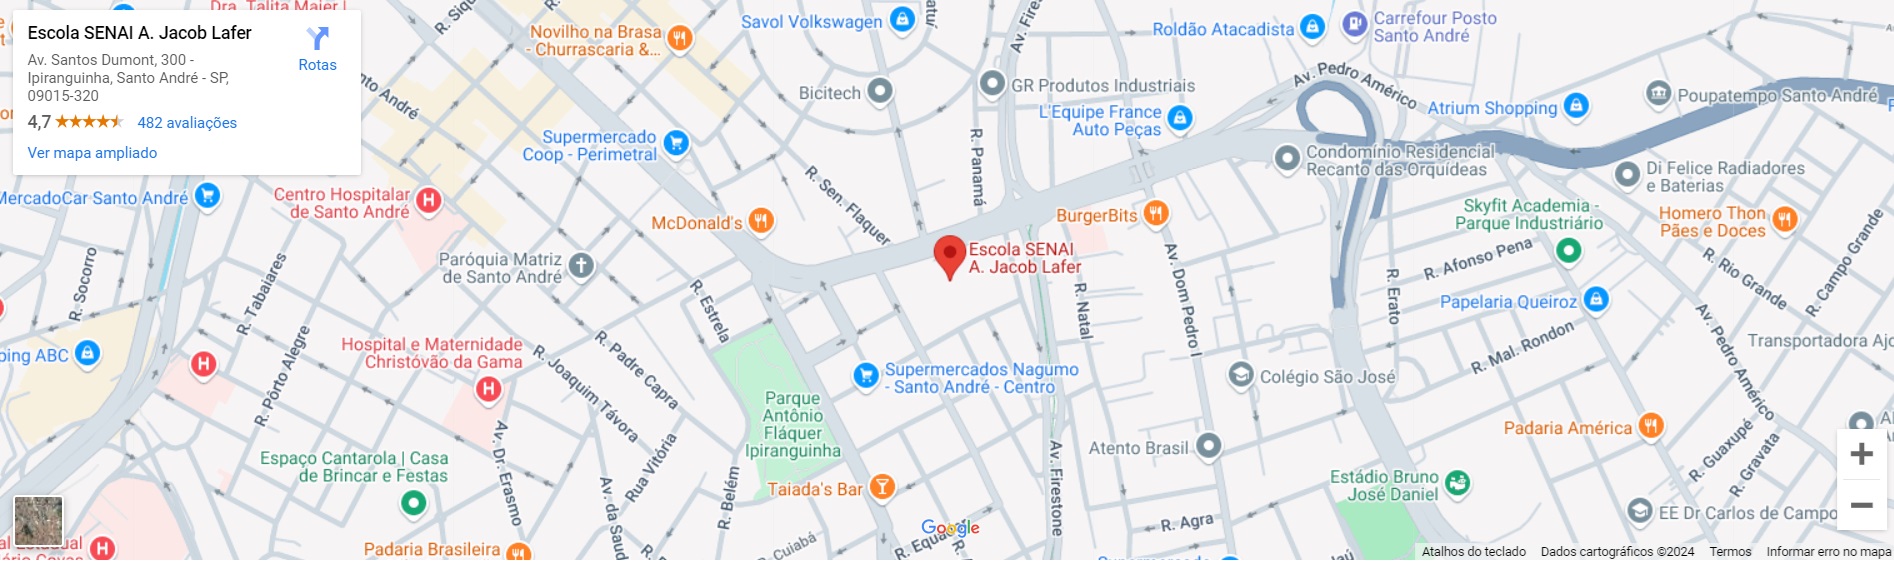 Escola SENAI A. Jacob Lafer
Av. Santos Dumont, 300 -
Ipiranguinha, Santo André - SP,
09015-320
4,7
482 avaliações
Ver mapa ampliado
Rotas
R. Siqu
Novilho na Brasa
- Churrascaria &...
Savol Volkswagen
Av. Fires
Roldão Atacadista
Carrefour Posto
Santo André
nto André
Bicitech
GR Produtos Industriais
Av. Pedro Américo
L'Equipe France
Auto Peças
Atrium Shopping
Poupatempo Santo André
Supermercado
Coop - Perimetral
R. Panamá
Condomínio Residencial
Recanto das Orquídeas
Di Felice Radiadores
e Baterias
MercadoCar Santo André
Centro Hospitalar
de Santo André
R. Sen. Flaquer
McDonald's
BurgerBits
Skyfit Academia -
Parque Industriário
Homero Thon
Pães e Doces
R. Socorro
R. Tabaiares
Paróquia Matriz
de Santo André
Escola SENAI
A. Jacob Lafer
R. Afonso Pena
R. Rio Grande
R. Campo Grande
R. Estrela
R. Natal
Av. Dom Pedro I
R. Erato
Papelaria Queiroz
ping ABC
R. Pôrto Alegre
Hospital e Maternidade
Christóvão da Gama
R. Padre Capra
R. Joaquim Távora
R. Mal. Rondon
Av. Pedro Américo
Transportadora Ajo
Supermercados Nagumo
- Santo André - Centro
Colégio São José
Parque
Antônio
Fláquer
Ipiranguinha
Av. Dr. Erasmo
Rua Vitória
Atento Brasil
Av. Firestone
Padaria América
R. Guaxupé
R. Gravata
Espaço Cantarola | Casa
de Brincar e Festas
Av. da Saud
R. Belém
Taiada's Bar
Estádio Bruno
José Daniel
EE Dr Carlos de Campo
Google
R. Agra
Padaria Brasileira
R. Cuiabá
R. Equa
Atalhos do teclado
Dados cartográficos ©2024
Termos
Informar erro no mapa